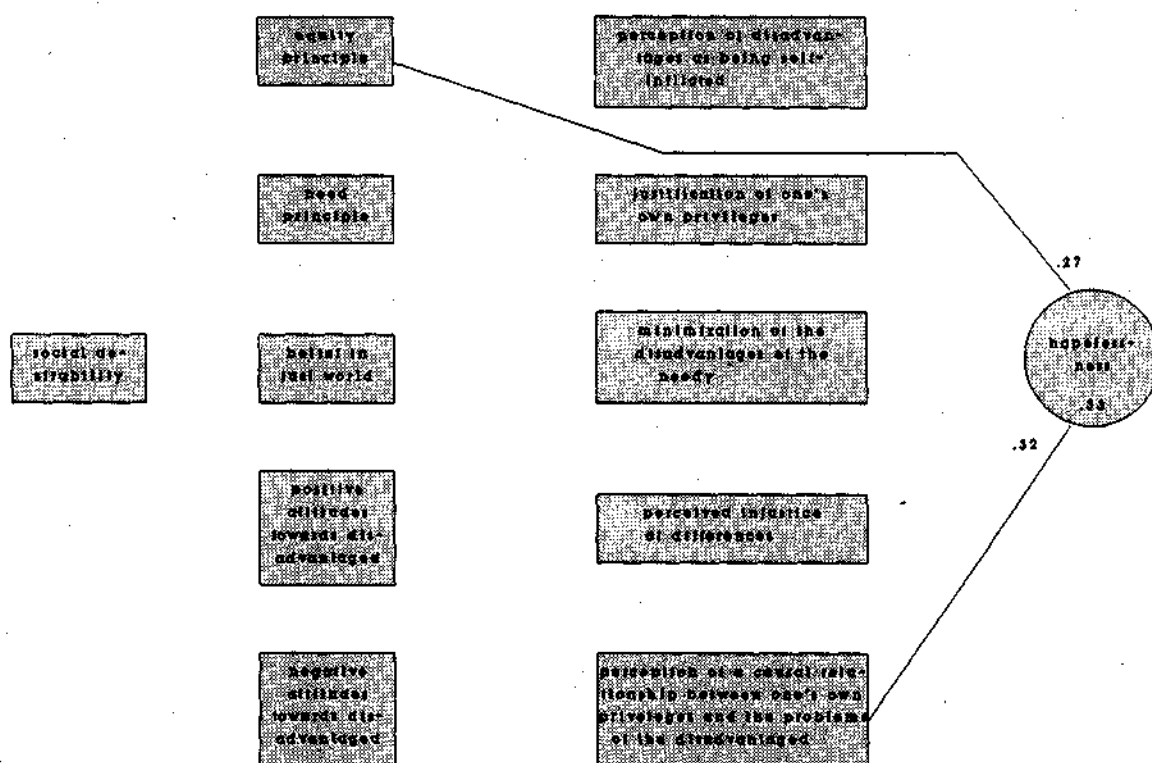 equity
principle
perception of disadvan-
tages as being self-
inflicted
need
principle
justification of one's
own privileges
.27
social de-
sirability
belief in
just world
minimization of the
disadvantages of the
needy
hopeless-
ness
.33
.32
positive
attitudes
towards dis-
advantaged
perceived injustice
of differences
negative
attitudes
towards dis-
advantaged
perception of a causal rela-
tionship between one's own
priveleges and the problems
of the disadvantaged